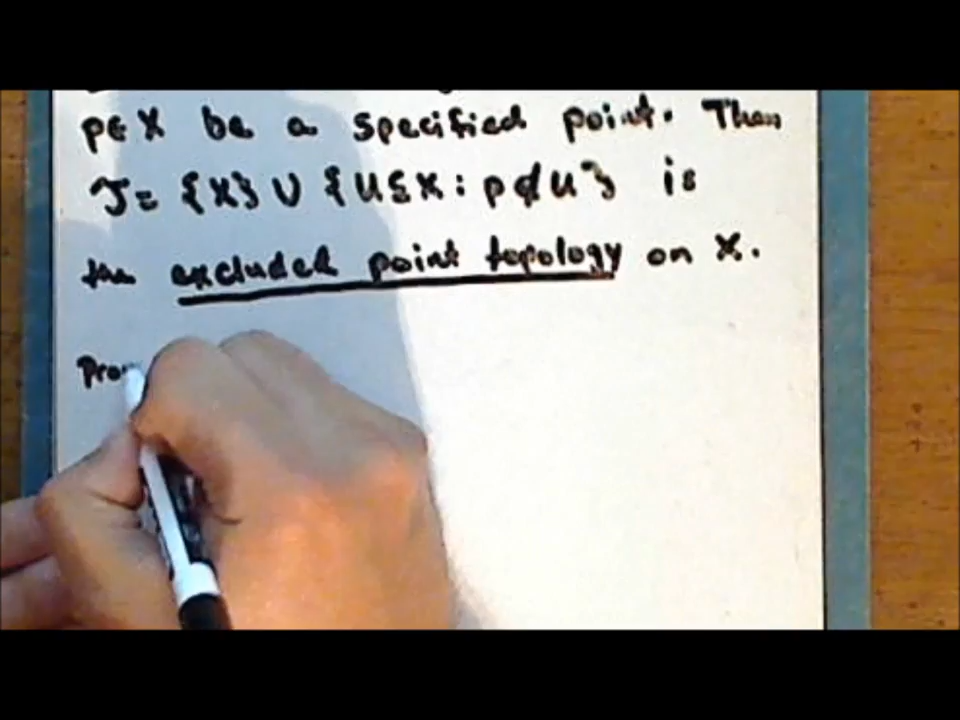 p∈X be a specified point. Then
𝒯= {X} ∪ {U⊆X : p∉U} is
the excluded point topology on X.